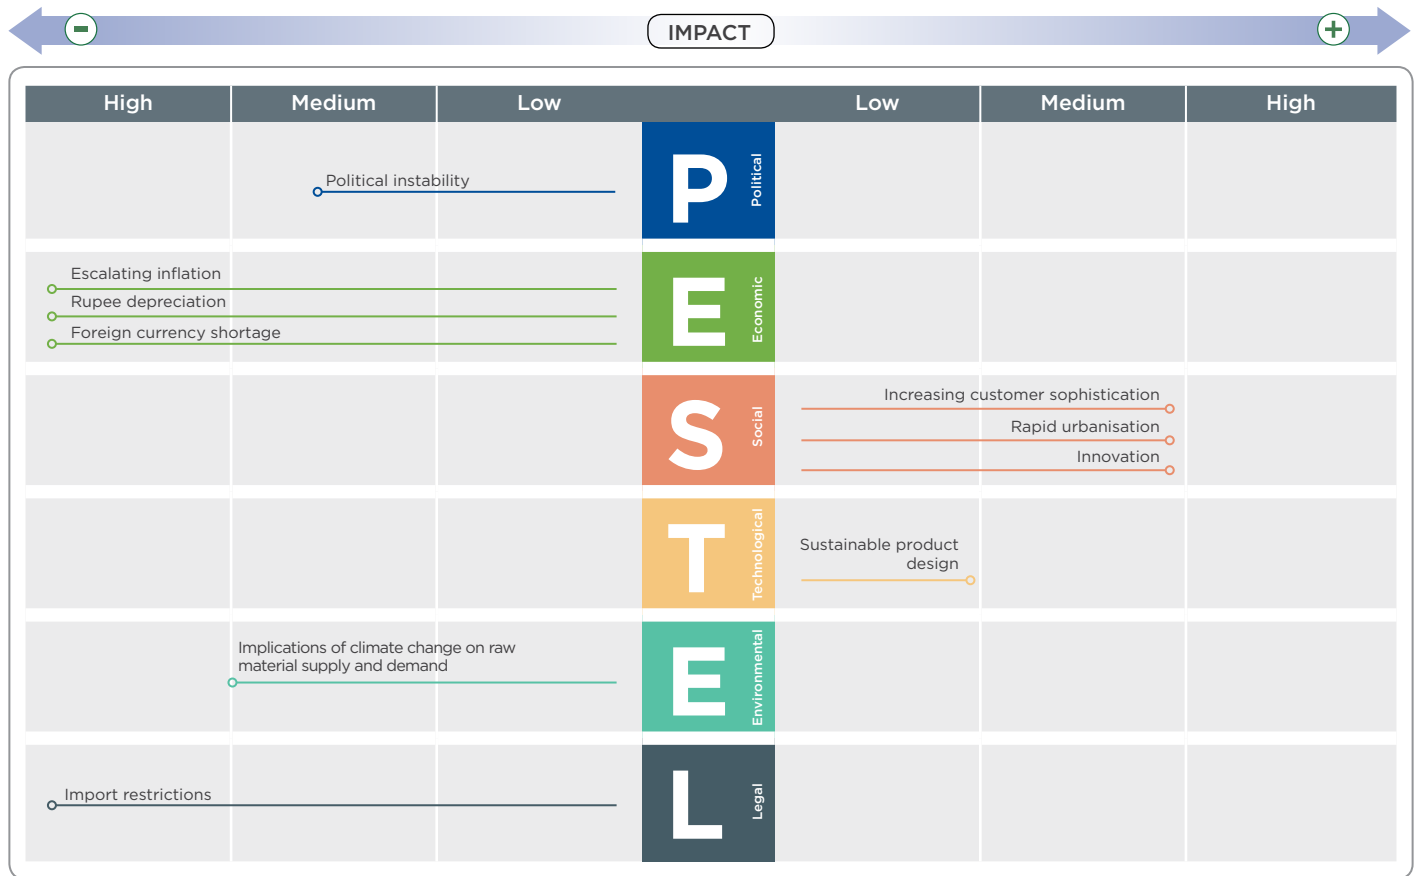 IMPACT
High Medium Low Low Medium High
Political instability
P
Political
Escalating inflation
Rupee depreciation
Foreign currency shortage
E
Economic
S
Social
Increasing customer sophistication
Rapid urbanisation
Innovation
T
Technological
Sustainable product
design
Implications of climate change on raw
material supply and demand
E
Environmental
Import restrictions
L
Legal